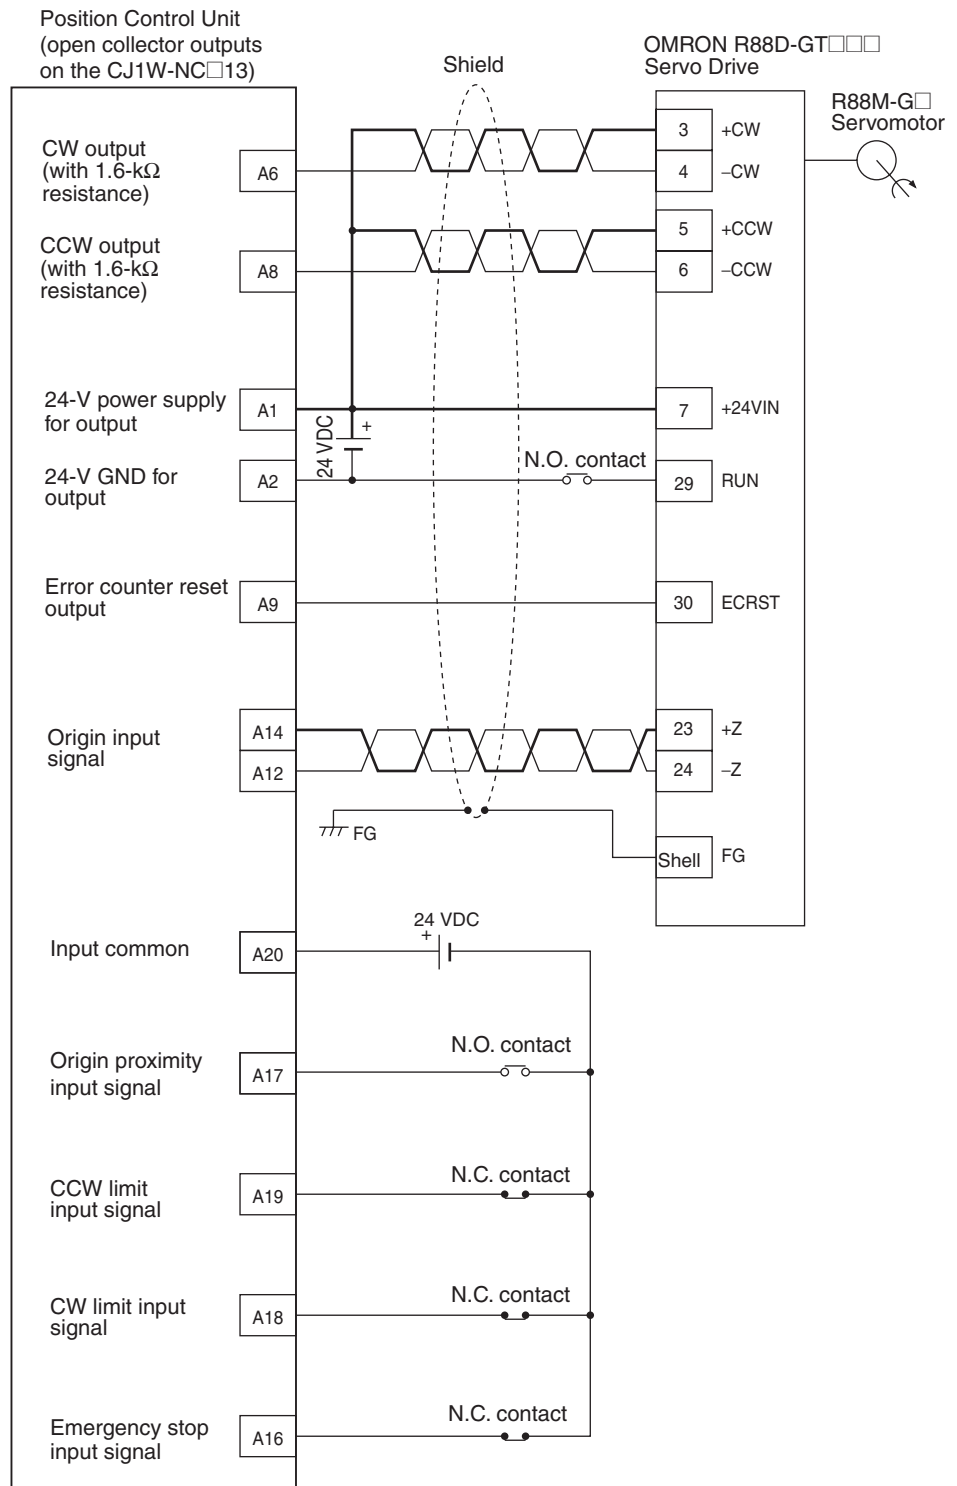 Position Control Unit
(open collector outputs
on the CJ1W-NC□13)
Shield
OMRON R88D-GT□□□
Servo Drive
R88M-G□
Servomotor
CW output
(with 1.6-kΩ
resistance)
A6
3 +CW
4 –CW
CCW output
(with 1.6-kΩ
resistance)
A8
5 +CCW
6 –CCW
24-V power supply
for output
A1
7 +24VIN
24 VDC
+
24-V GND for
output
A2
N.O. contact
29 RUN
Error counter reset
output
A9
30 ECRST
Origin input
signal
A14
A12
23 +Z
24 –Z
FG
Shell FG
Input common
A20
24 VDC
+
Origin proximity
input signal
A17
N.O. contact
CCW limit
input signal
A19
N.C. contact
CW limit input
signal
A18
N.C. contact
Emergency stop
input signal
A16
N.C. contact